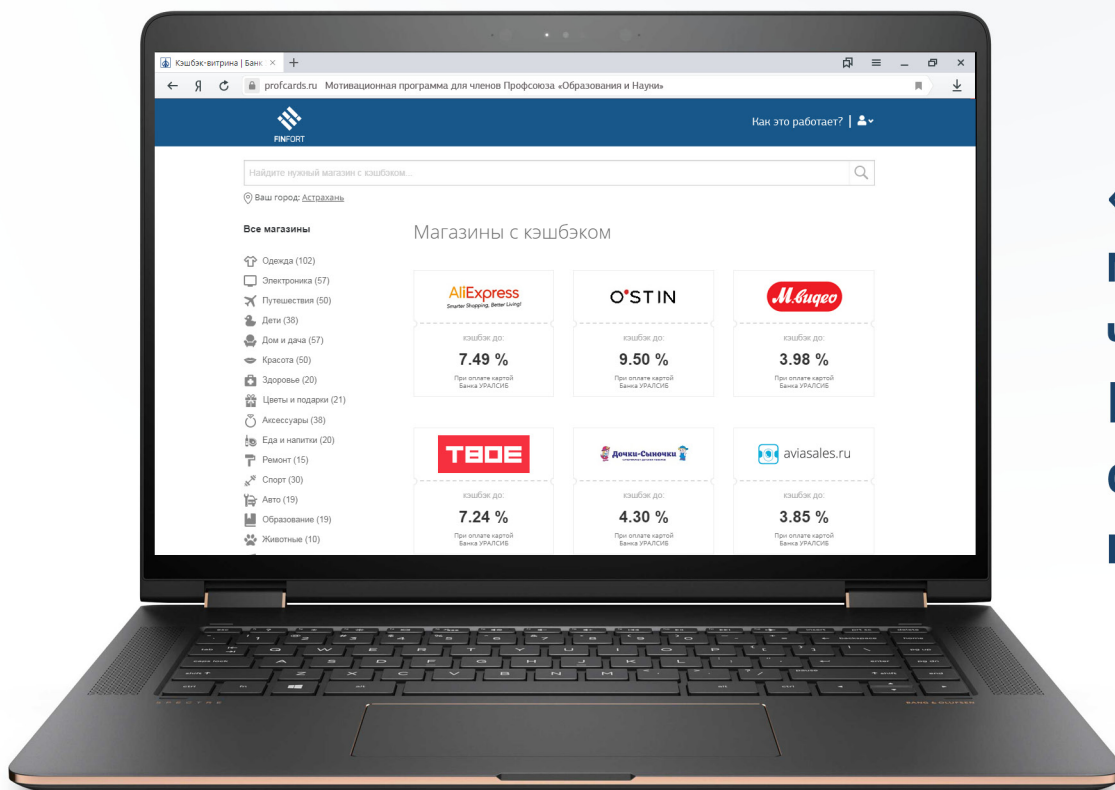 Кэшбэк-витрина | Банк
profcards.ru Мотивационная программа для членов Профсоюза «Образования и Науки»
FINFORT
Как это работает?
Найдите нужный магазин с кэшбэком...
Ваш город: Астрахань
Все магазины
Одежда (102)
Электроника (57)
Путешествия (50)
Дети (38)
Дом и дача (57)
Красота (50)
Здоровье (20)
Цветы и подарки (21)
Аксессуары (38)
Еда и напитки (20)
Ремонт (15)
Спорт (30)
Авто (19)
Образование (19)
Животные (10)
Магазины с кэшбэком
AliExpress
Smarter Shopping, Better Living!
кэшбэк до:
7.49 %
При оплате картой
Банка УРАЛСИБ
O'STIN
кэшбэк до:
9.50 %
При оплате картой
Банка УРАЛСИБ
М.видео
кэшбэк до:
3.98 %
При оплате картой
Банка УРАЛСИБ
ТВОЕ
кэшбэк до:
7.24 %
При оплате картой
Банка УРАЛСИБ
Дочки-Сыночки
кэшбэк до:
4.30 %
При оплате картой
Банка УРАЛСИБ
aviasales.ru
кэшбэк до:
3.85 %
При оплате картой
Банка УРАЛСИБ
SPECTRE
BANG & OLUFSEN